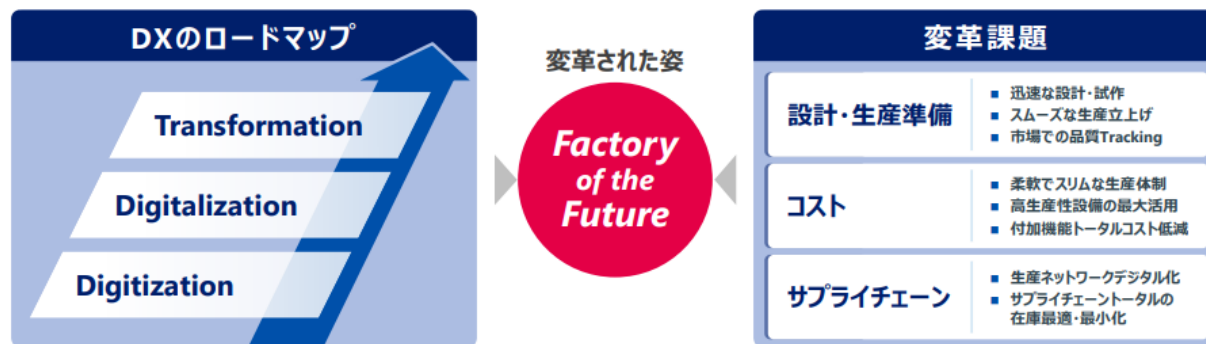 DXのロードマップ
Transformation
Digitalization
Digitization
変革された姿
Factory
of the
Future
変革課題
設計・生産準備
■ 迅速な設計・試作
■ スムーズな生産立上げ
■ 市場での品質Tracking
コスト
■ 柔軟でスリムな生産体制
■ 高生産性設備の最大活用
■ 付加機能トータルコスト低減
サプライチェーン
■ 生産ネットワークデジタル化
■ サプライチェーントータルの
在庫最適・最小化